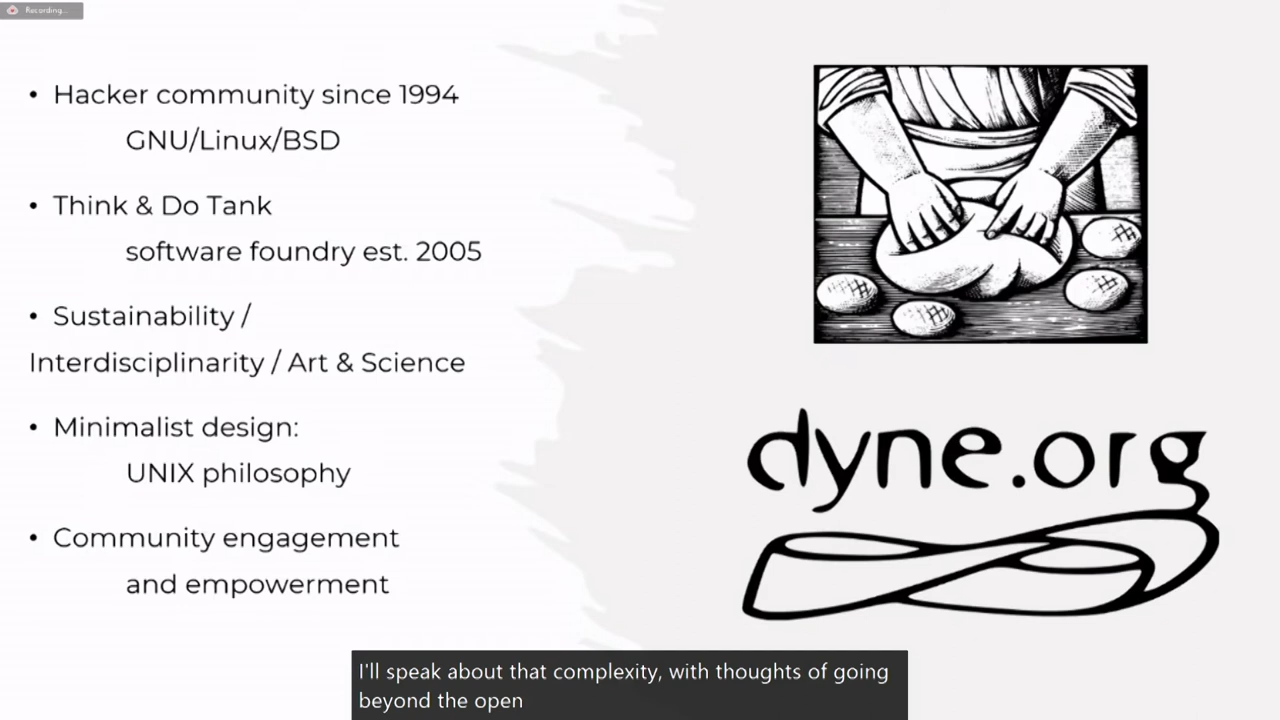 Recording...
• Hacker community since 1994
GNU/Linux/BSD
• Think & Do Tank
software foundry est. 2005
• Sustainability /
Interdisciplinarity / Art & Science
• Minimalist design:
UNIX philosophy
• Community engagement
and empowerment
dyne.org
I'll speak about that complexity, with thoughts of going
beyond the open